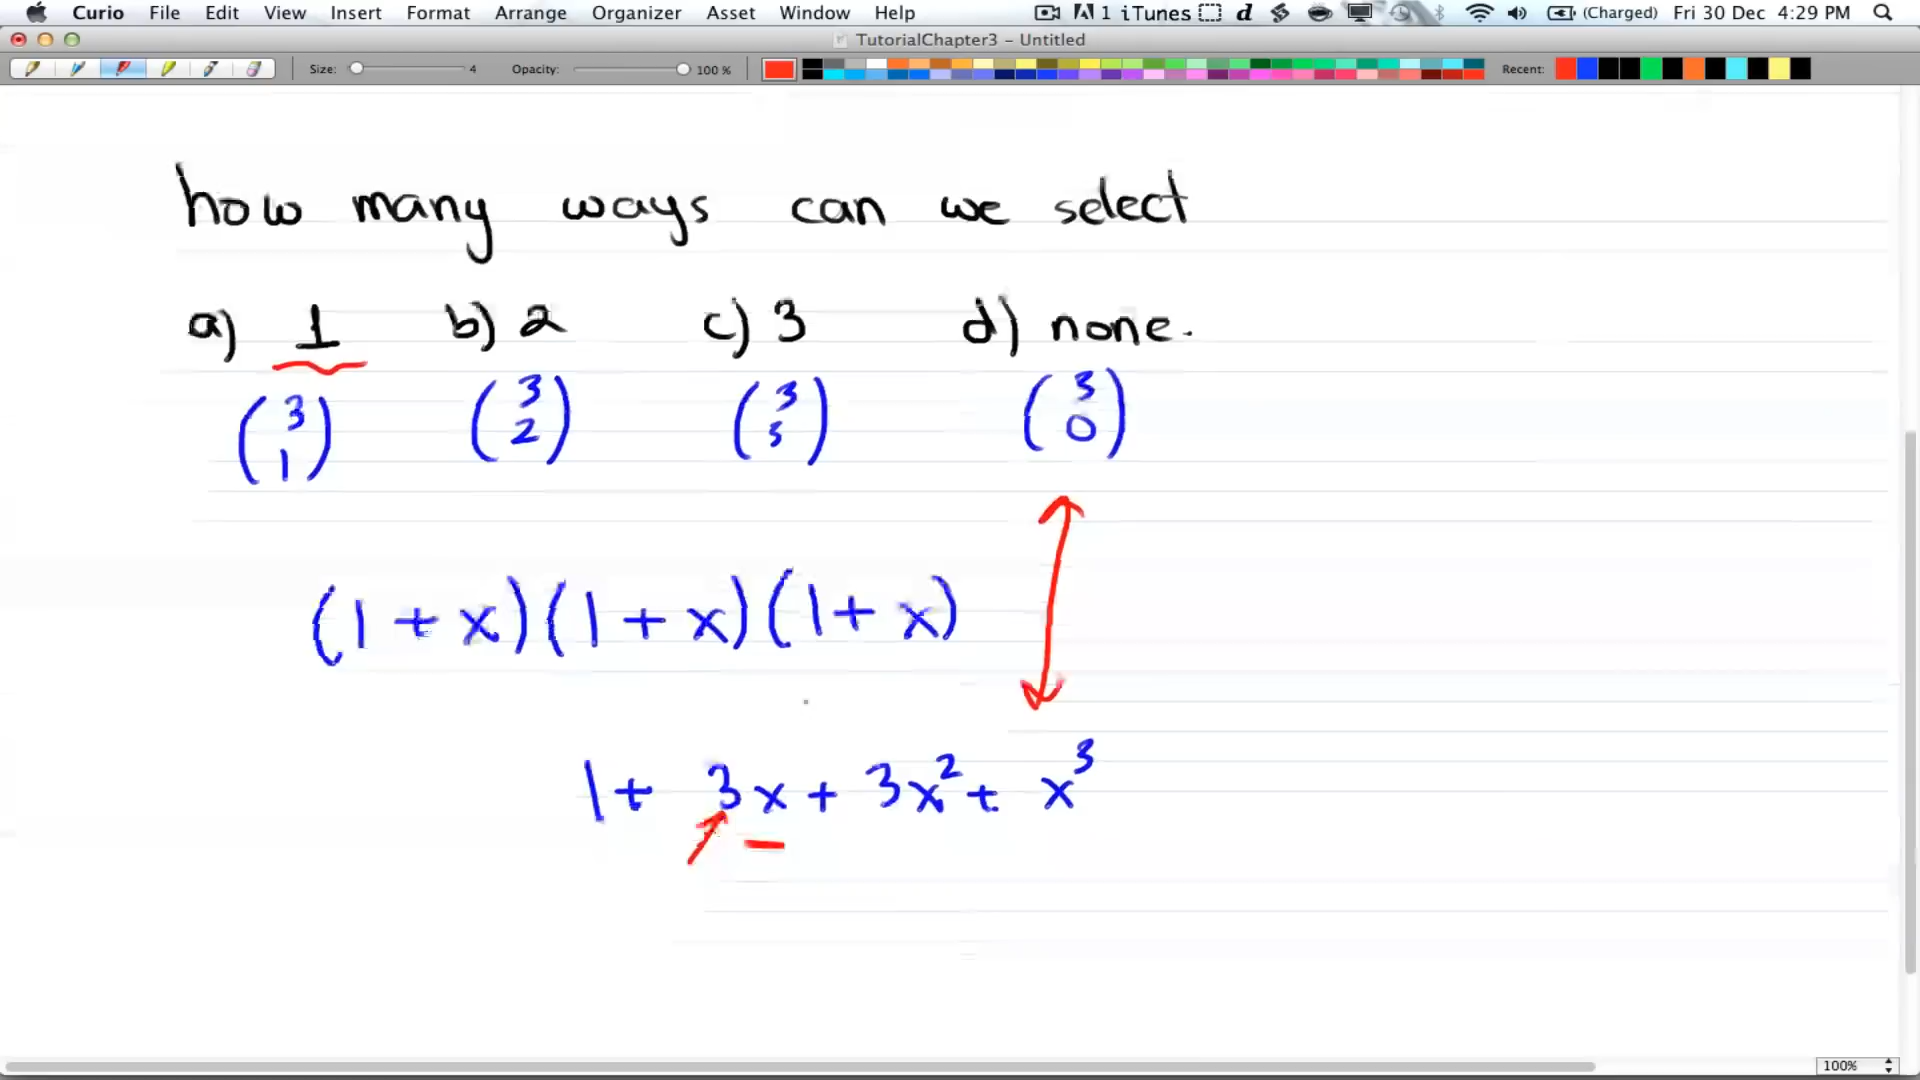 Curio File Edit View Insert Format Arrange Organizer Asset Window Help 1 iTunes d (Charged) Fri 30 Dec 4:29 PM
TutorialChapter3 – Untitled
Size: 4 Opacity: 100 % Recent:
how many ways can we select
a) 1 b) 2 c) 3 d) none.
(3 1) (3 2) (3 3) (3 0)
(1 + x)(1 + x)(1 + x)
1 + 3x + 3x² + x³
100%